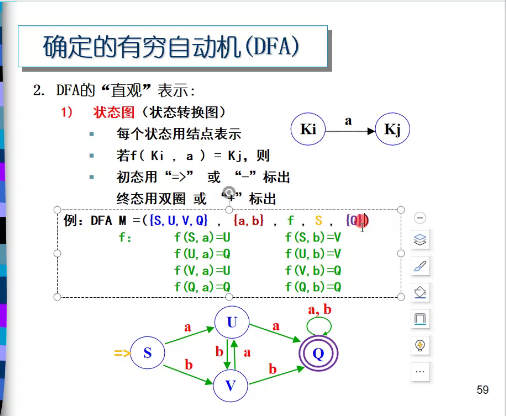 确定的有穷自动机(DFA)
2. DFA的“直观”表示:
1) 状态图（状态转换图）
每个状态用结点表示
若f( Ki , a ) = Kj，则
初态用“=>” 或 “-”标出
终态用双圈 或 “+”标出
Ki a Kj
例：DFA M =({S,U,V,Q} , {a,b} , f , S , {Q})
f: f(S,a)=U f(S,b)=V
f(U,a)=Q f(U,b)=V
f(V,a)=U f(V,b)=Q
f(Q,a)=Q f(Q,b)=Q
a, b
a U a
=> S b a Q
b V b
59